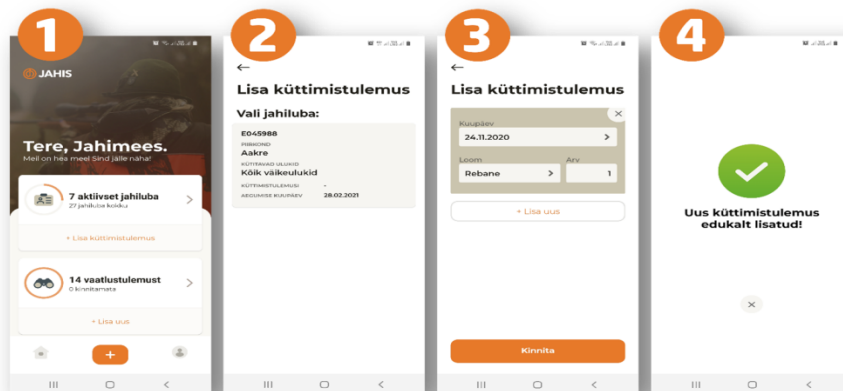 1
JAHIS
Tere, Jahimees.
Meil on hea meel Sind jälle näha!
7 aktiivset jahiluba
27 jahiluba kokku
+ Lisa küttimistulemus
14 vaatlustulemust
0 kinnitamata
+ Lisa uus
2
Lisa küttimistulemus
Vali jahiluba:
E045988
PIIRKOND
Aakre
KÜTITAVAD ULUKID
Kõik väikeulukid
KÜTTIMISTULEMUSI -
AEGUMISE KUUPÄEV 28.02.2021
3
Lisa küttimistulemus
Kuupäev
24.11.2020
Loom Arv
Rebane 1
+ Lisa uus
Kinnita
4
Uus küttimistulemus
edukalt lisatud!